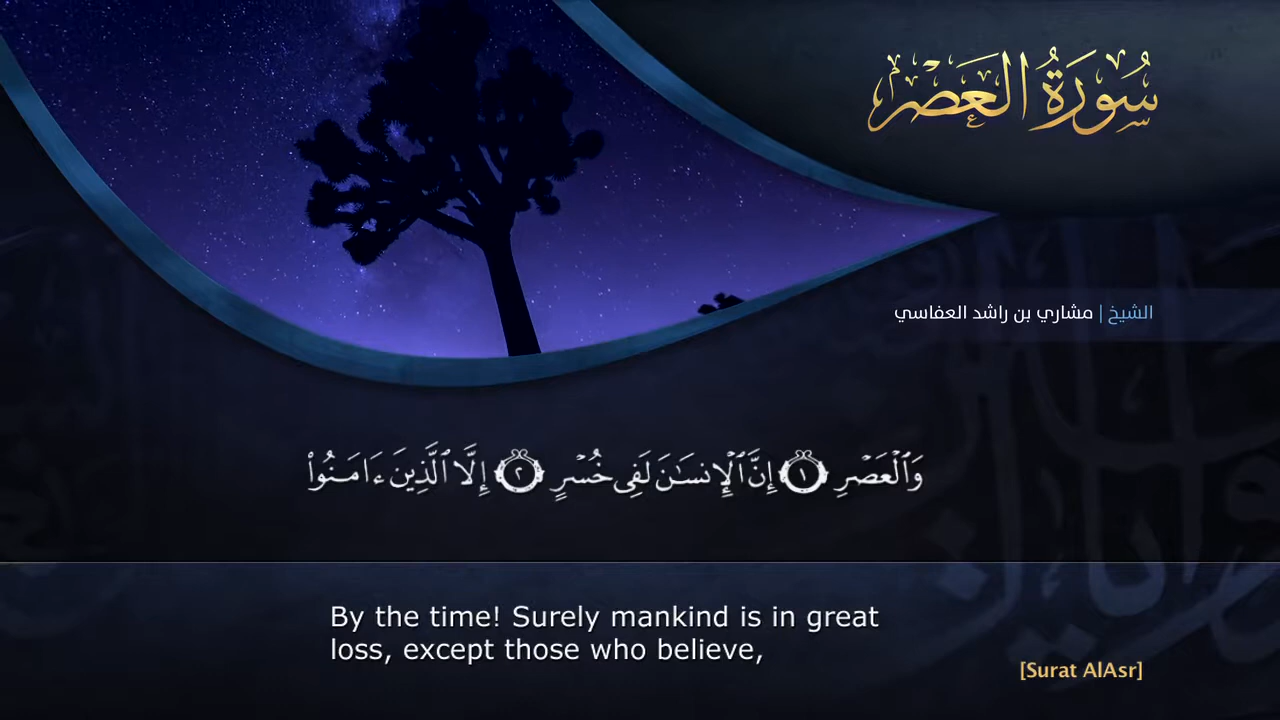 سُورَةُ العَصْرِ
الشيخ | مشاري بن راشد العفاسي
وَٱلۡعَصۡرِ ١ إِنَّ ٱلۡإِنسَٰنَ لَفِي خُسۡرٍ ٢ إِلَّا ٱلَّذِينَ ءَامَنُواْ
By the time! Surely mankind is in great
loss, except those who believe,
[Surat AlAsr]